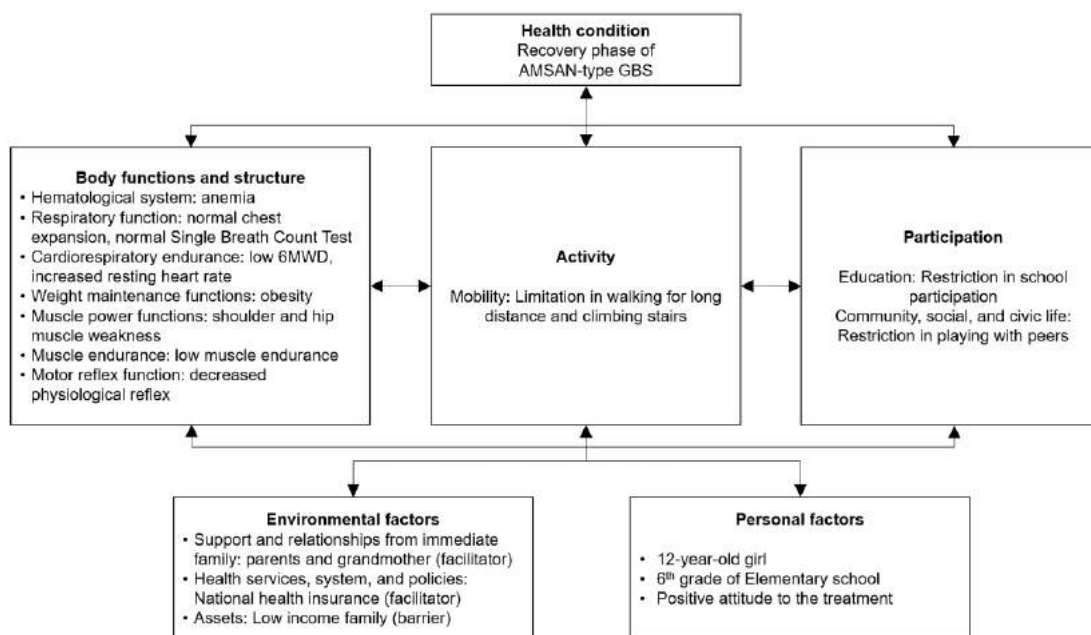 Health condition
Recovery phase of
AMSAN-type GBS
Body functions and structure
• Hematological system: anemia
• Respiratory function: normal chest
expansion, normal Single Breath Count Test
• Cardiorespiratory endurance: low 6MWD,
increased resting heart rate
• Weight maintenance functions: obesity
• Muscle power functions: shoulder and hip
muscle weakness
• Muscle endurance: low muscle endurance
• Motor reflex function: decreased
physiological reflex
Activity
Mobility: Limitation in walking for long
distance and climbing stairs
Participation
Education: Restriction in school
participation
Community, social, and civic life:
Restriction in playing with peers
Environmental factors
• Support and relationships from immediate
family: parents and grandmother (facilitator)
• Health services, system, and policies:
National health insurance (facilitator)
• Assets: Low income family (barrier)
Personal factors
• 12-year-old girl
• 6th grade of Elementary school
• Positive attitude to the treatment